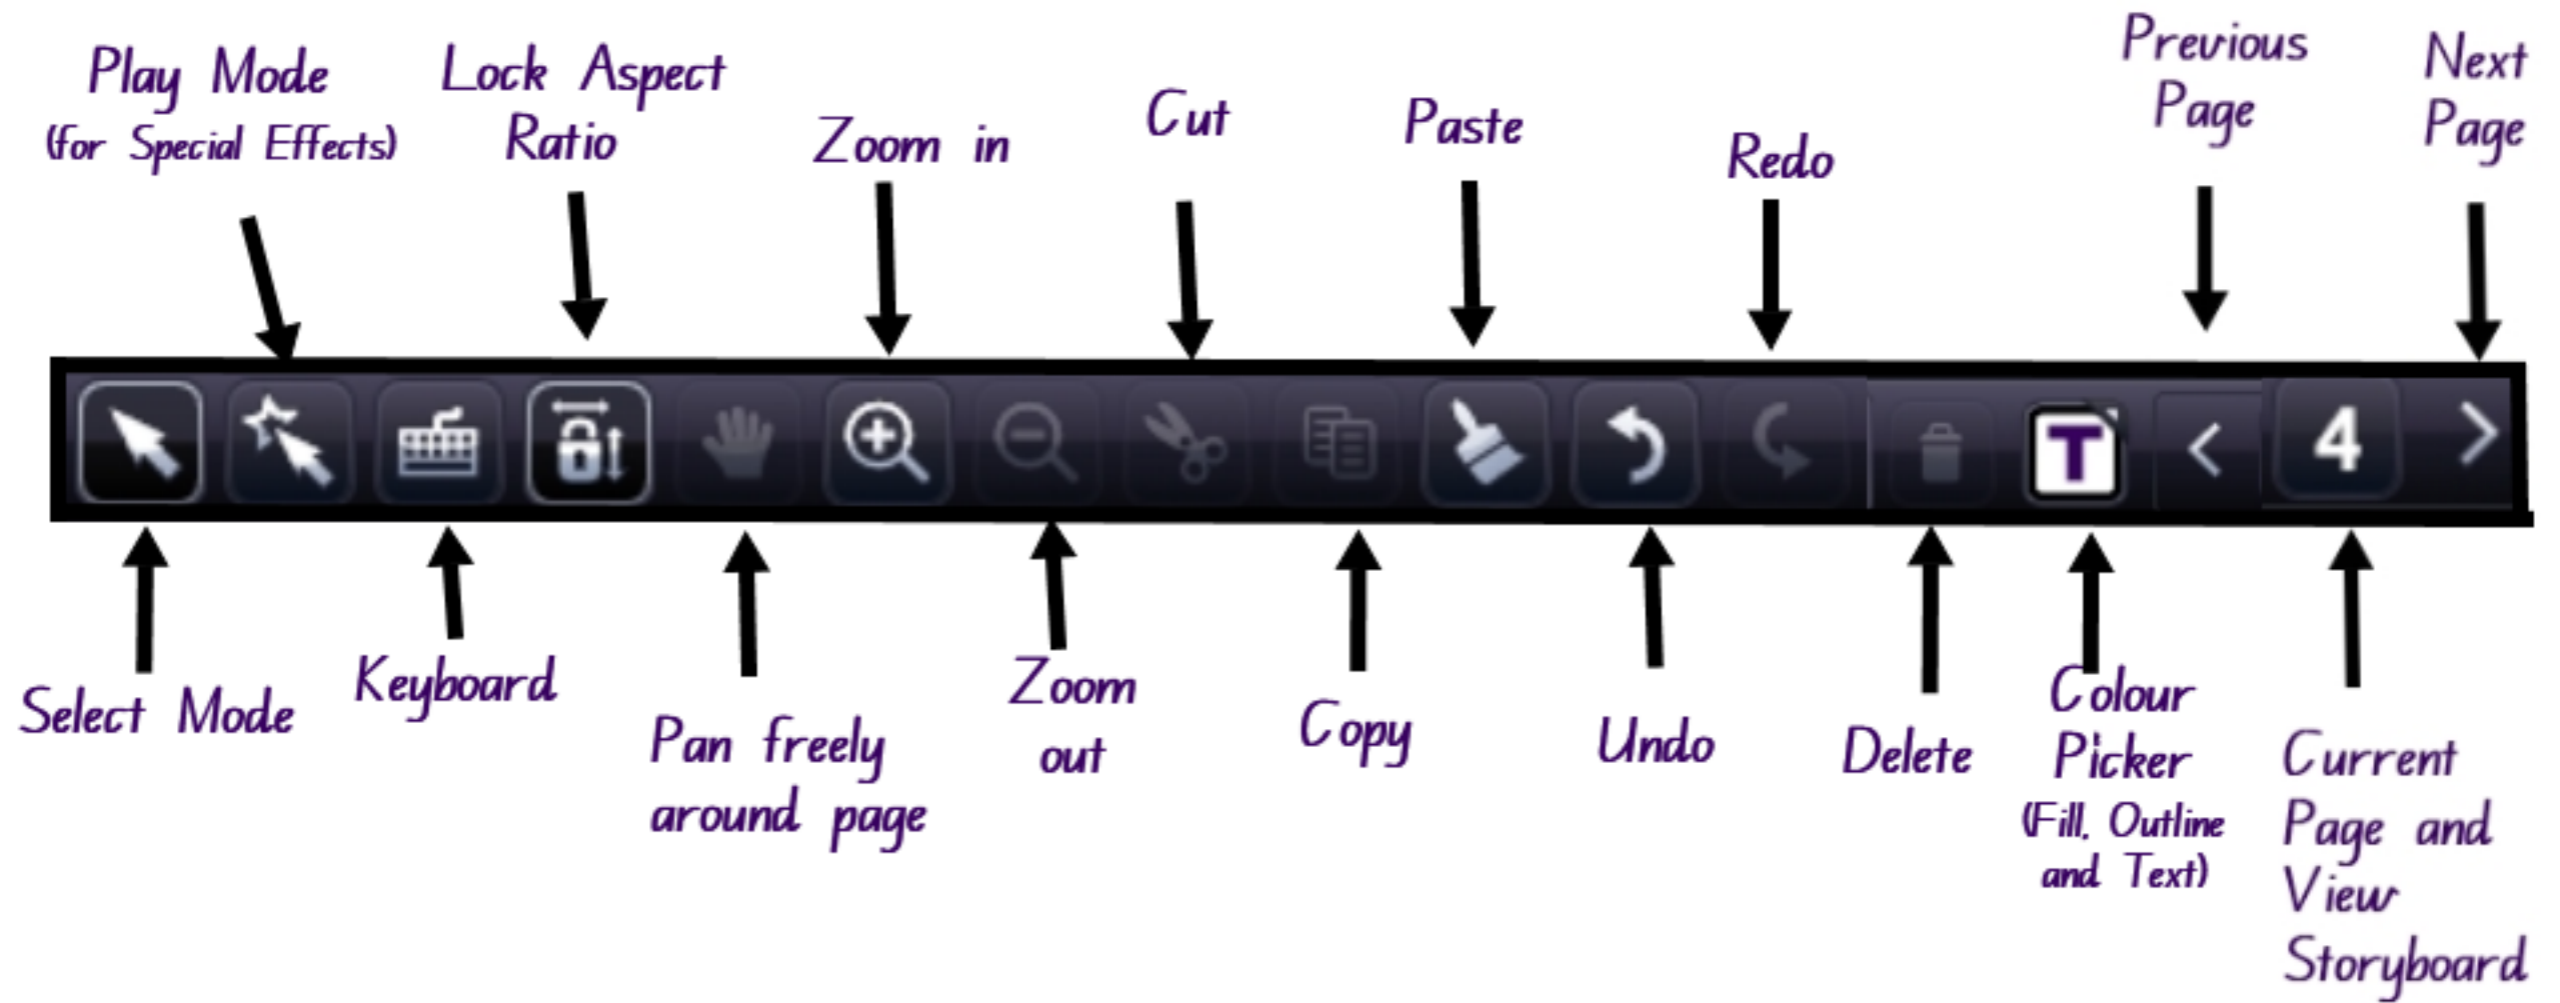 Play Mode
(for Special Effects)
Lock Aspect
Ratio
Zoom in
Cut
Paste
Redo
Previous
Page
Next
Page
T
4
Select Mode
Keyboard
Pan freely
around page
Zoom
out
Copy
Undo
Delete
Colour
Picker
(Fill, Outline
and Text)
Current
Page and
View
Storyboard